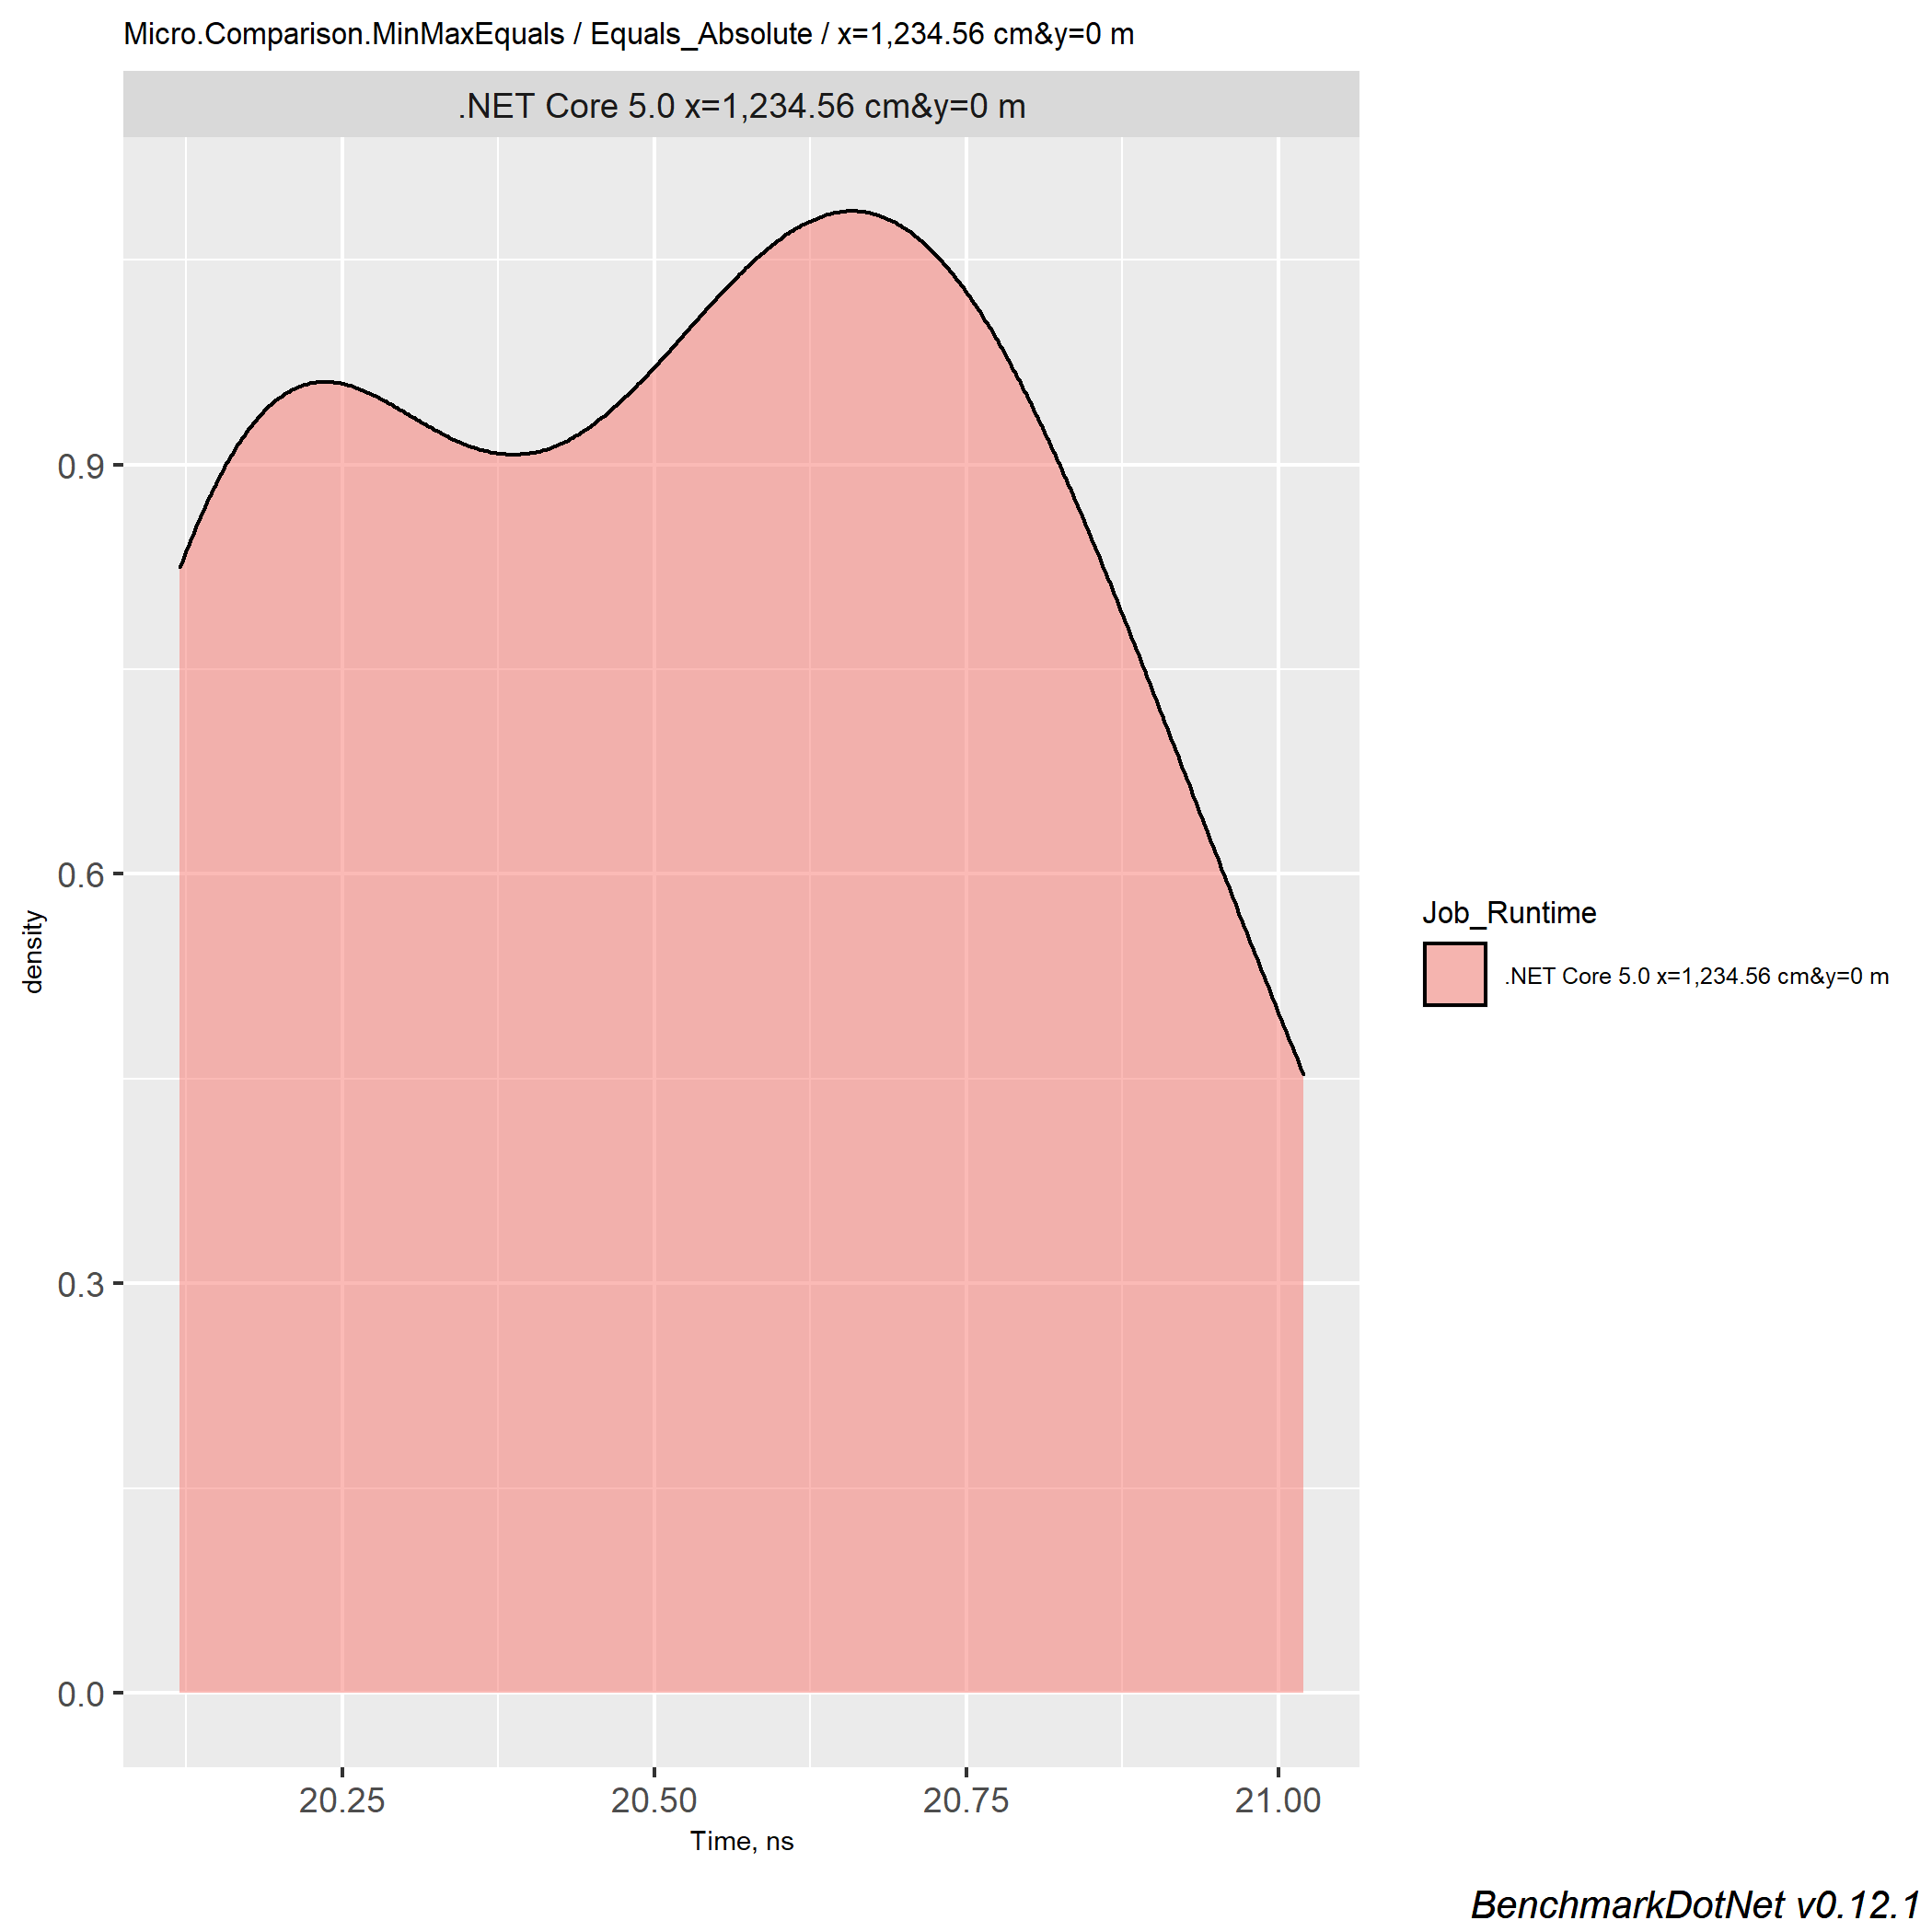 Micro.Comparison.MinMaxEquals / Equals_Absolute / x=1,234.56 cm&y=0 m
.NET Core 5.0 x=1,234.56 cm&y=0 m
0.9
0.6
0.3
0.0
density
20.25 20.50 20.75 21.00
Time, ns
Job_Runtime
.NET Core 5.0 x=1,234.56 cm&y=0 m
BenchmarkDotNet v0.12.1